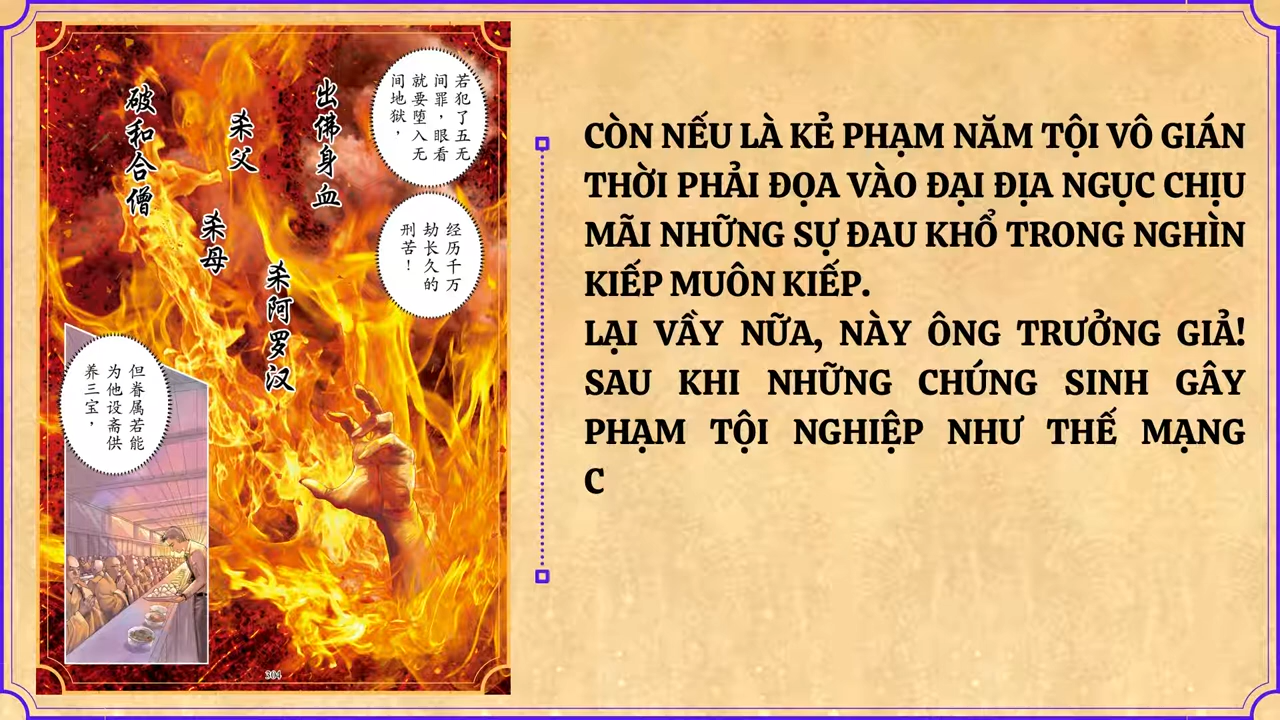 若犯了五无
间罪，眼看
就要堕入无
间地狱，
经历千万
劫长久的
刑苦！
出佛身血
杀阿罗汉
杀父
杀母
破和合僧
但眷属若能
为他设斋供
养三宝，
304
CÒN NẾU LÀ KẺ PHẠM NĂM TỘI VÔ GIÁN
THỜI PHẢI ĐỌA VÀO ĐẠI ĐỊA NGỤC CHỊU
MÃI NHỮNG SỰ ĐAU KHỔ TRONG NGHÌN
KIẾP MUÔN KIẾP.
LẠI VẦY NỮA, NÀY ÔNG TRƯỞNG GIẢ!
SAU KHI NHỮNG CHÚNG SINH GÂY
PHẠM TỘI NGHIỆP NHƯ THẾ MẠNG
C